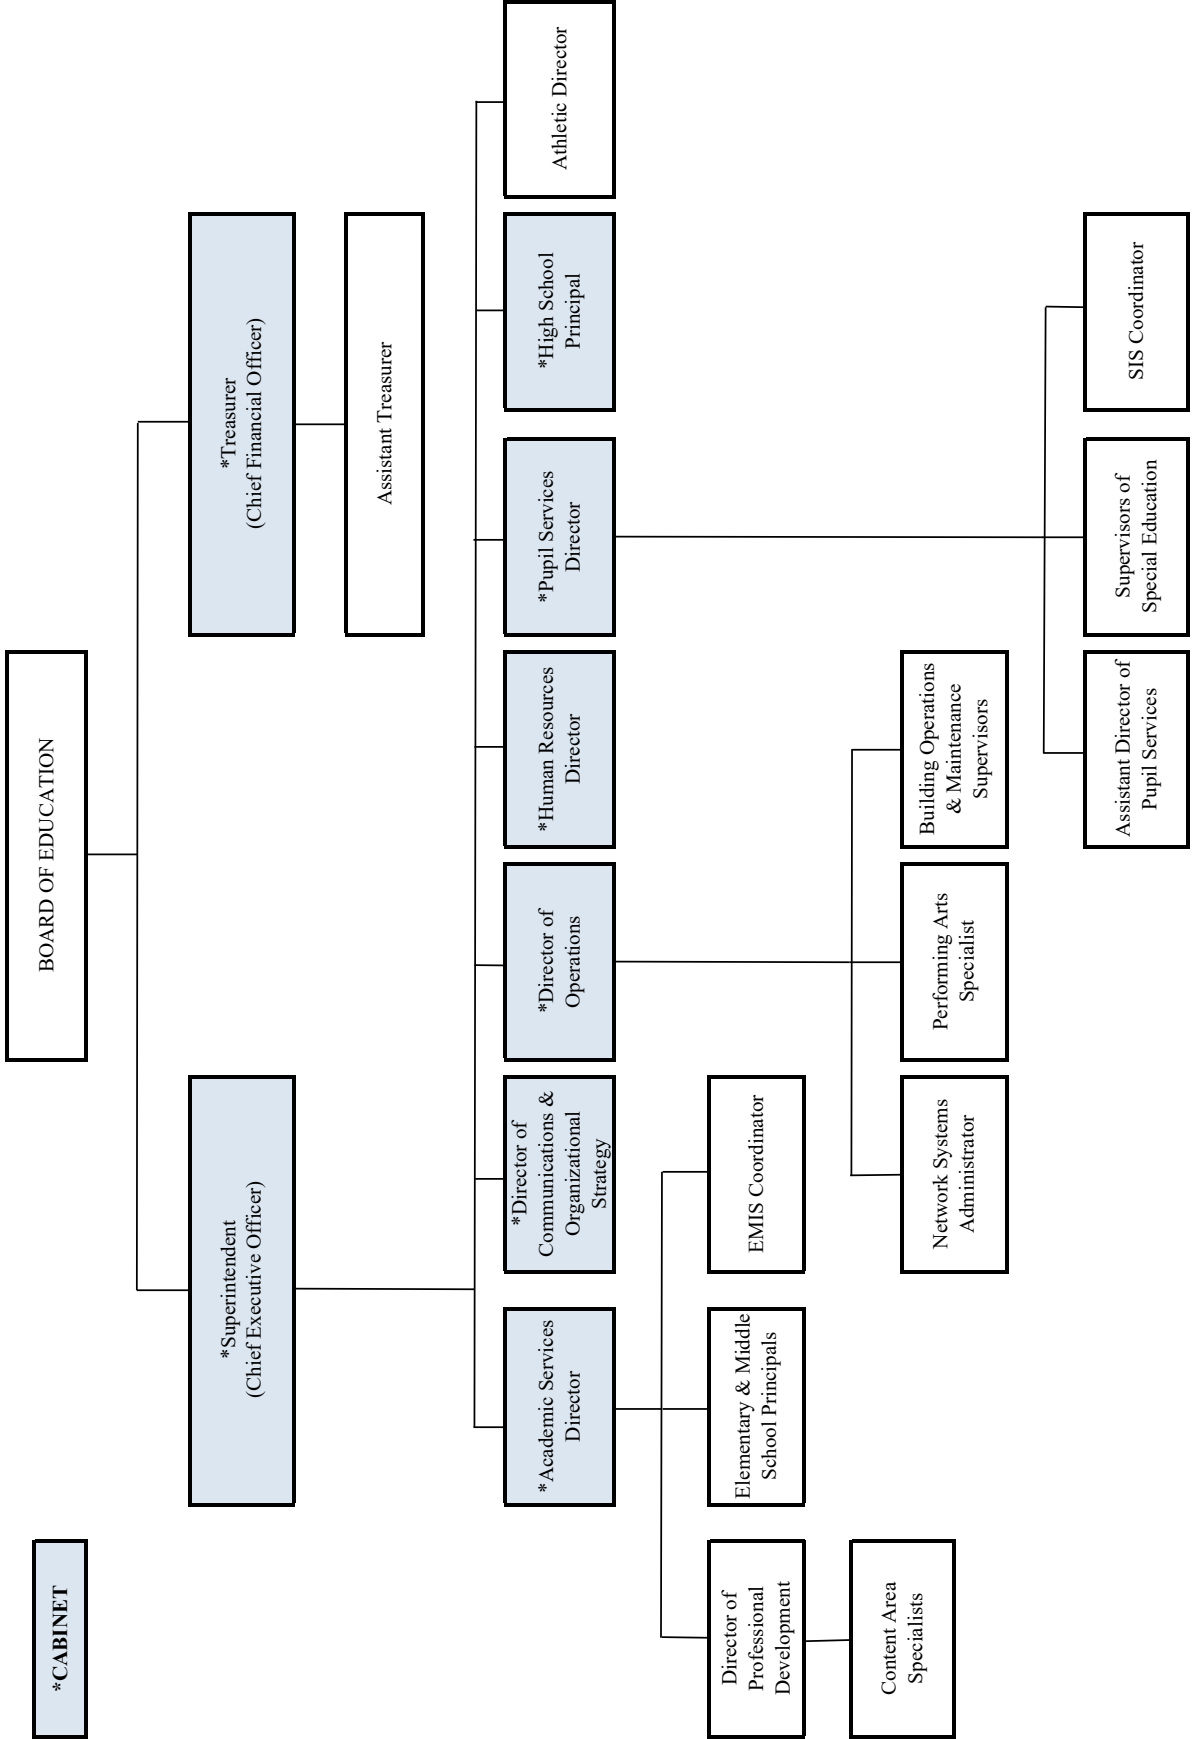 *CABINET
BOARD OF EDUCATION
*Superintendent
(Chief Executive Officer)
*Treasurer
(Chief Financial Officer)
Assistant Treasurer
*Academic Services
Director
*Director of
Communications &
Organizational
Strategy
*Director of
Operations
*Human Resources
Director
*Pupil Services
Director
*High School
Principal
Athletic Director
Director of
Professional
Development
Elementary & Middle
School Principals
EMIS Coordinator
Content Area
Specialists
Network Systems
Administrator
Performing Arts
Specialist
Building Operations
& Maintenance
Supervisors
Assistant Director of
Pupil Services
Supervisors of
Special Education
SIS Coordinator